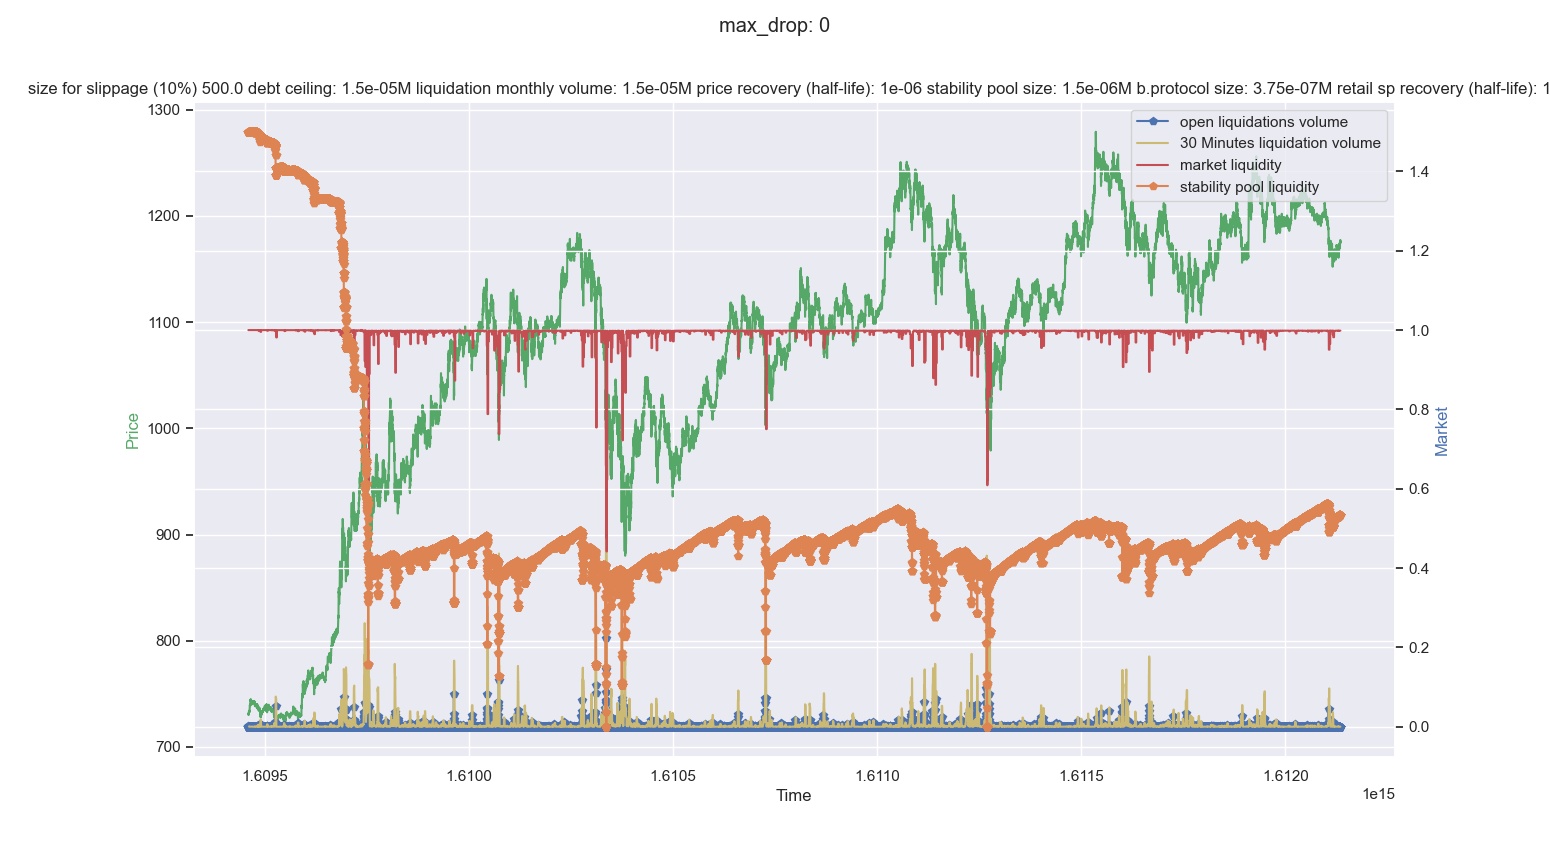 max_drop: 0
size for slippage (10%) 500.0 debt ceiling: 1.5e-05M liquidation monthly volume: 1.5e-05M price recovery (half-life): 1e-06 stability pool size: 1.5e-06M b.protocol size: 3.75e-07M retail sp recovery (half-life): 1
open liquidations volume
30 Minutes liquidation volume
market liquidity
stability pool liquidity
1300
1200
1100
1000
900
800
700
Price
1.4
1.2
1.0
0.8
0.6
0.4
0.2
0.0
Market
1.6095 1.6100 1.6105 1.6110 1.6115 1.6120
1e15
Time